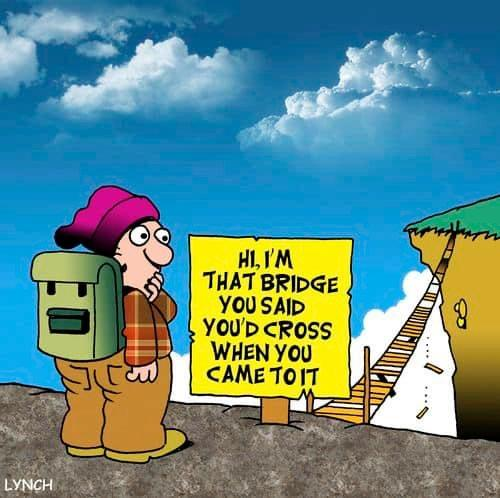 HI, I'M
THAT BRIDGE
YOU SAID
YOU'D CROSS
WHEN YOU
CAME TO IT
LYNCH